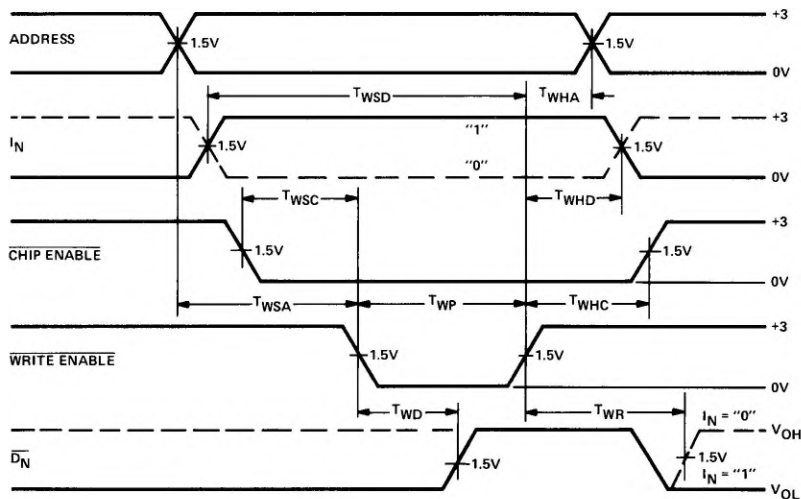 ADDRESS 1.5V 1.5V +3
0V
T_WSD T_WHA
I_N 1.5V "1" 1.5V +3
"0" 0V
T_WSC T_WHD
CHIP ENABLE 1.5V 1.5V +3
0V
T_WSA T_WP T_WHC
WRITE ENABLE 1.5V 1.5V +3
0V
T_WD T_WR I_N = "0"
V_OH
D_N 1.5V 1.5V
I_N = "1"
V_OL